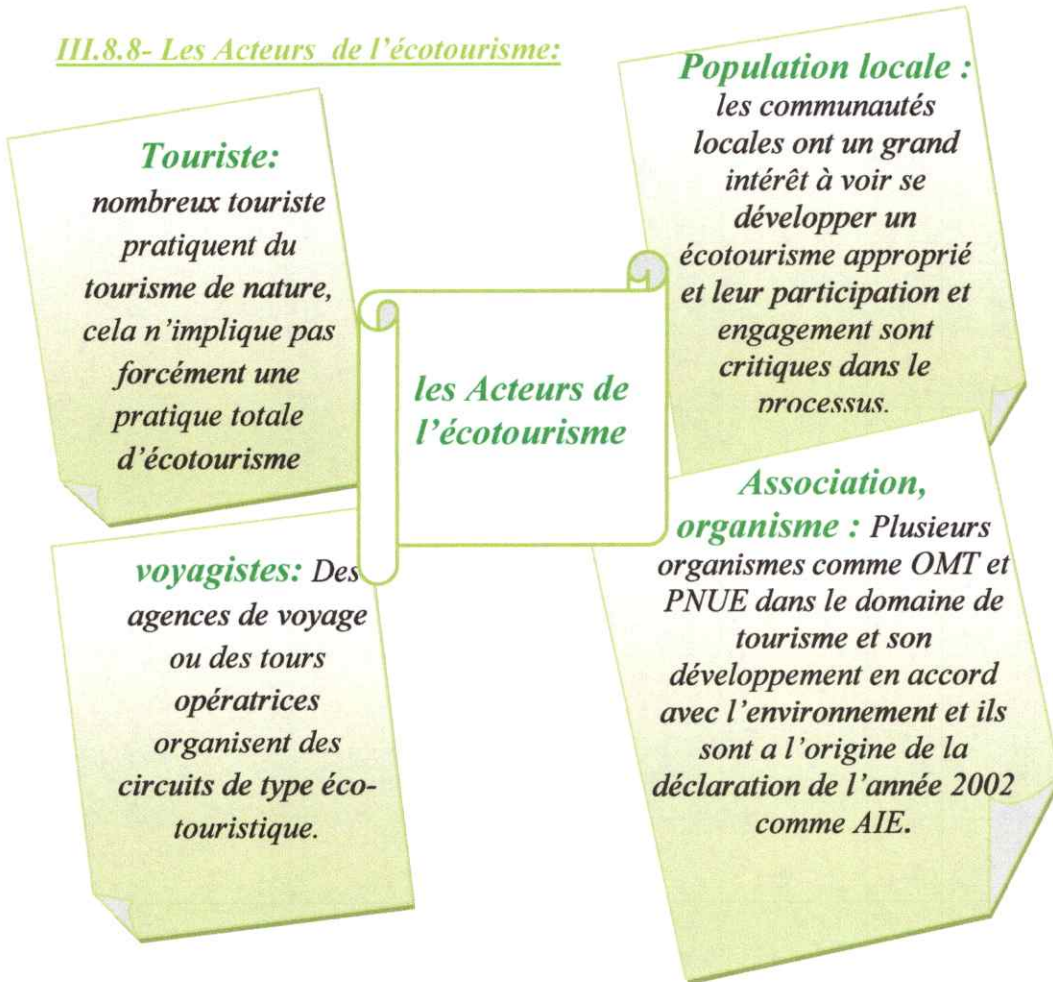 III.8.8- Les Acteurs de l'écotourisme:
Touriste:
nombreux touriste
pratiquent du
tourisme de nature,
cela n'implique pas
forcément une
pratique totale
d'écotourisme
Population locale :
les communautés
locales ont un grand
intérêt à voir se
développer un
écotourisme approprié
et leur participation et
engagement sont
critiques dans le
processus.
les Acteurs de
l'écotourisme
voyagistes: Des
agences de voyage
ou des tours
opératrices
organisent des
circuits de type éco-
touristique.
Association,
organisme : Plusieurs
organismes comme OMT et
PNUE dans le domaine de
tourisme et son
développement en accord
avec l'environnement et ils
sont a l'origine de la
déclaration de l'année 2002
comme AIE.